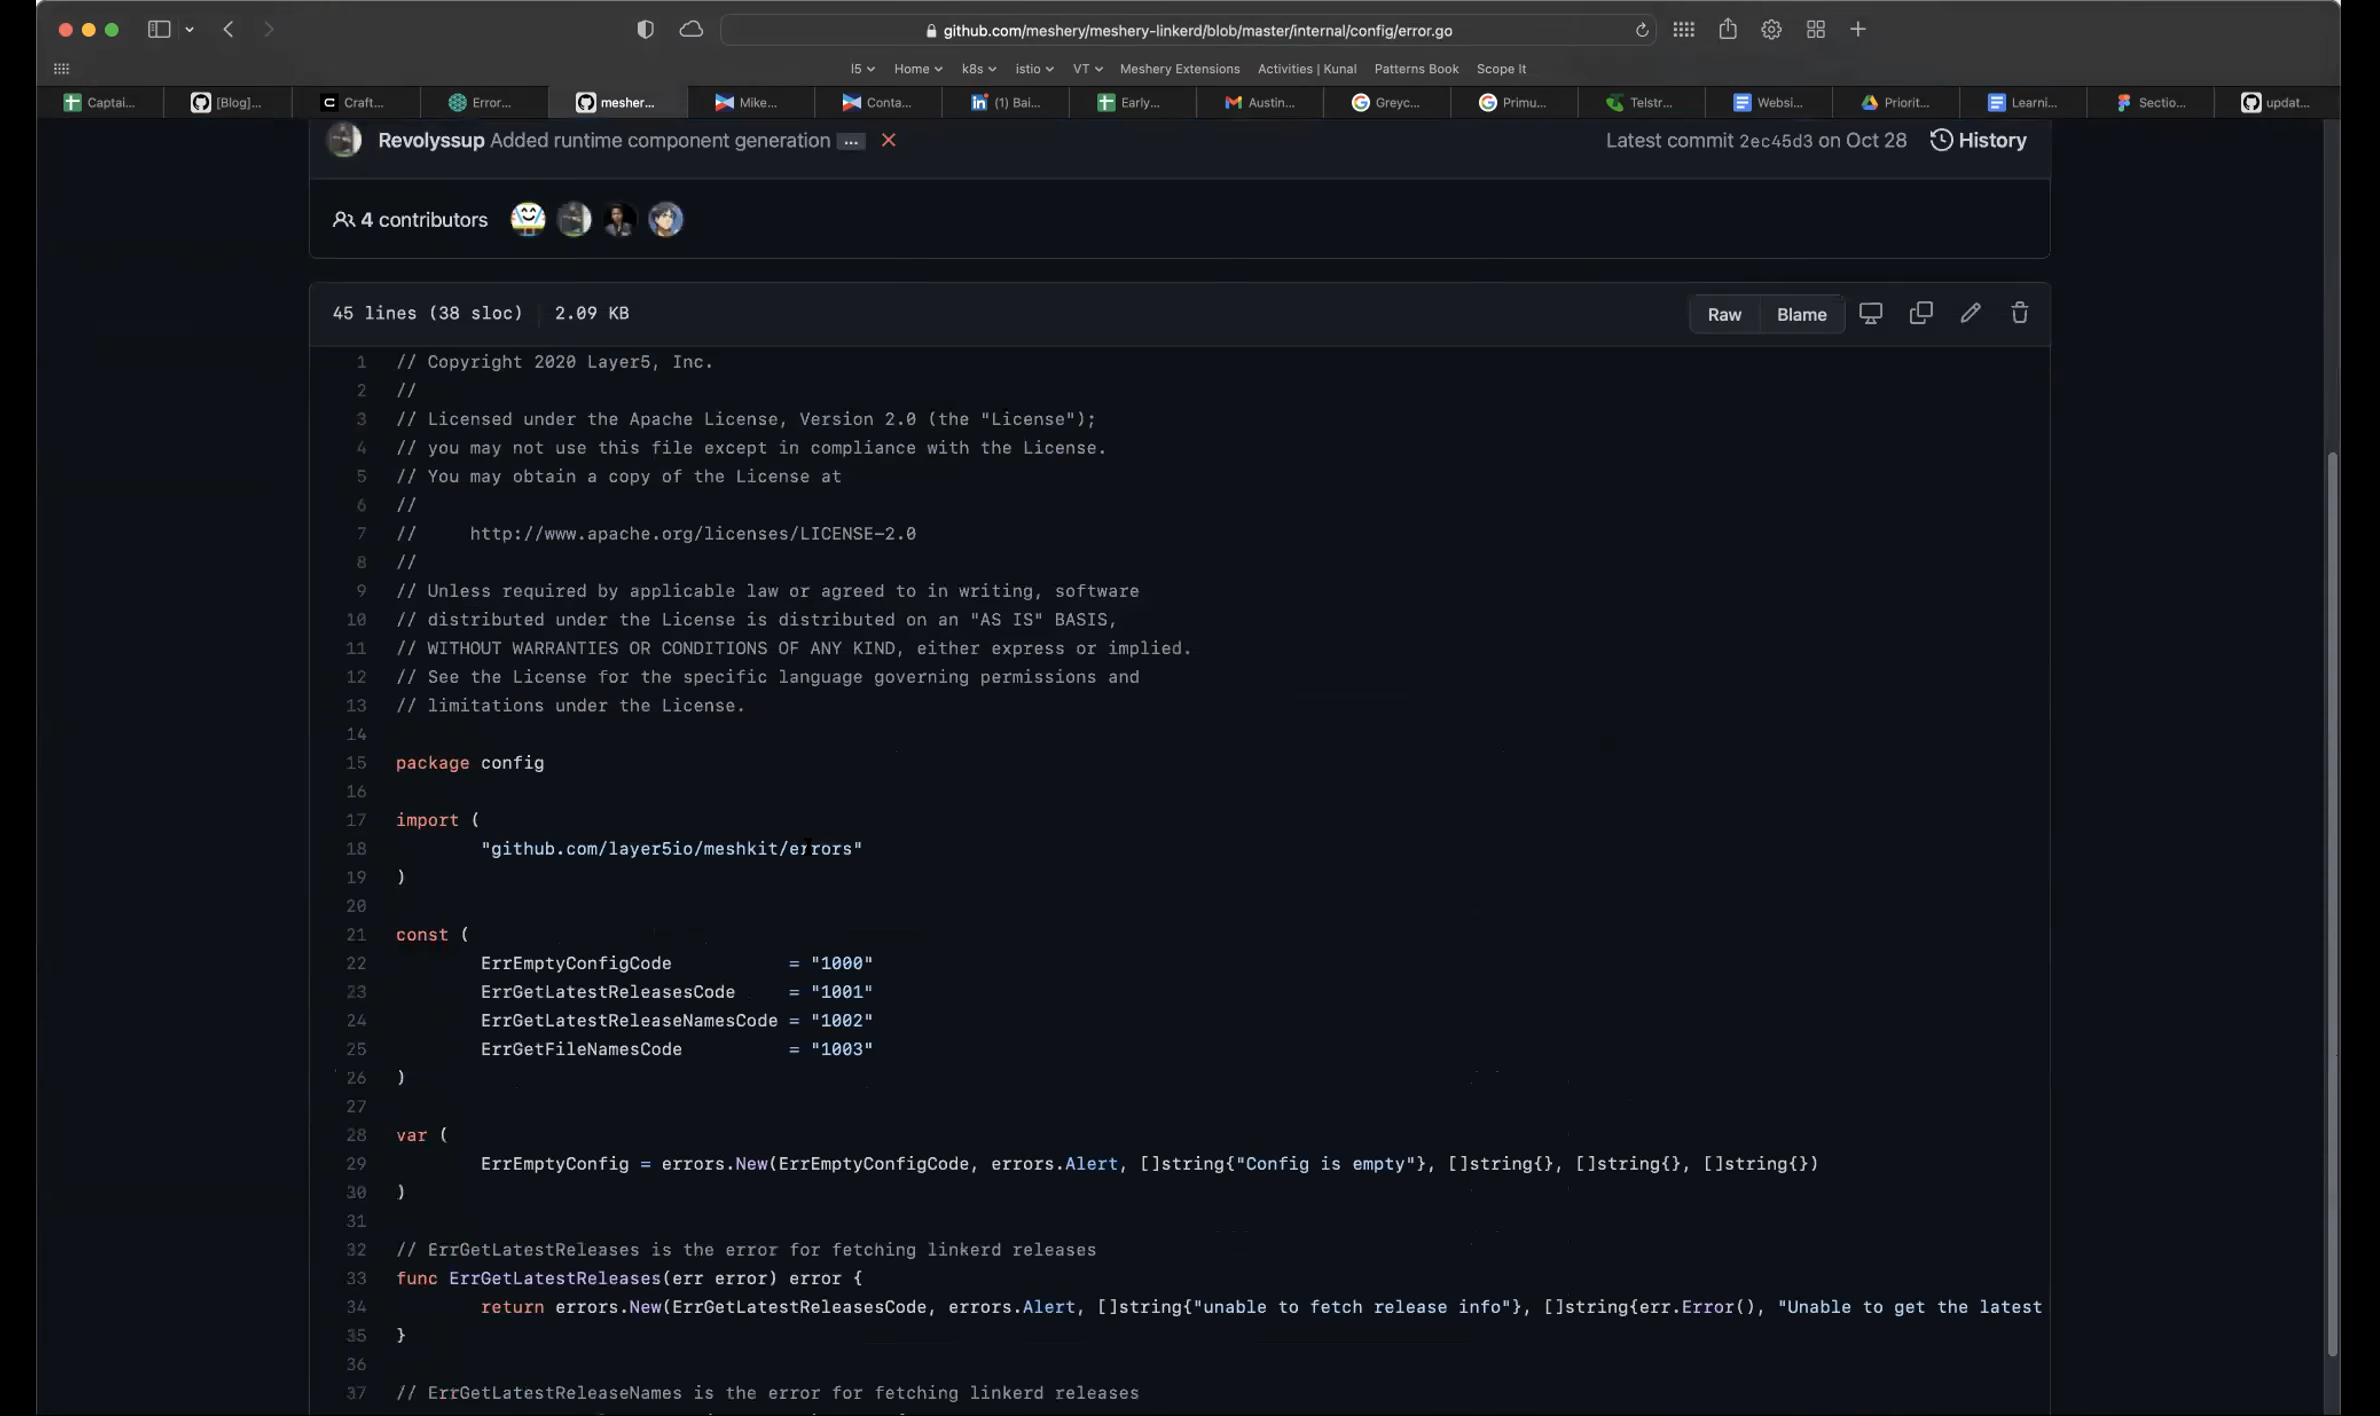 github.com/meshery/meshery-linkerd/blob/master/internal/config/error.go
l5 Home k8s istio VT Meshery Extensions Activities | Kunal Patterns Book Scope It
Captai... [Blog]... Craft... Error... mesher... Mike... Conta... (1) Bai... Early... Austin... Greyc... Primu... Telstr... Websi... Priorit... Learni... Sectio... updat...
Revolyssup Added runtime component generation ... Latest commit 2ec45d3 on Oct 28 History
4 contributors
45 lines (38 sloc) 2.09 KB Raw Blame
1 // Copyright 2020 Layer5, Inc.
2 //
3 // Licensed under the Apache License, Version 2.0 (the "License");
4 // you may not use this file except in compliance with the License.
5 // You may obtain a copy of the License at
6 //
7 //     http://www.apache.org/licenses/LICENSE-2.0
8 //
9 // Unless required by applicable law or agreed to in writing, software
10 // distributed under the License is distributed on an "AS IS" BASIS,
11 // WITHOUT WARRANTIES OR CONDITIONS OF ANY KIND, either express or implied.
12 // See the License for the specific language governing permissions and
13 // limitations under the License.
14
15 package config
16
17 import (
18         "github.com/layer5io/meshkit/errors"
19 )
20
21 const (
22         ErrEmptyConfigCode           = "1000"
23         ErrGetLatestReleasesCode     = "1001"
24         ErrGetLatestReleaseNamesCode = "1002"
25         ErrGetFileNamesCode          = "1003"
26 )
27
28 var (
29         ErrEmptyConfig = errors.New(ErrEmptyConfigCode, errors.Alert, []string{"Config is empty"}, []string{}, []string{}, []string{})
30 )
31
32 // ErrGetLatestReleases is the error for fetching linkerd releases
33 func ErrGetLatestReleases(err error) error {
34         return errors.New(ErrGetLatestReleasesCode, errors.Alert, []string{"unable to fetch release info"}, []string{err.Error(), "Unable to get the latest
35 }
36
37 // ErrGetLatestReleaseNames is the error for fetching linkerd releases